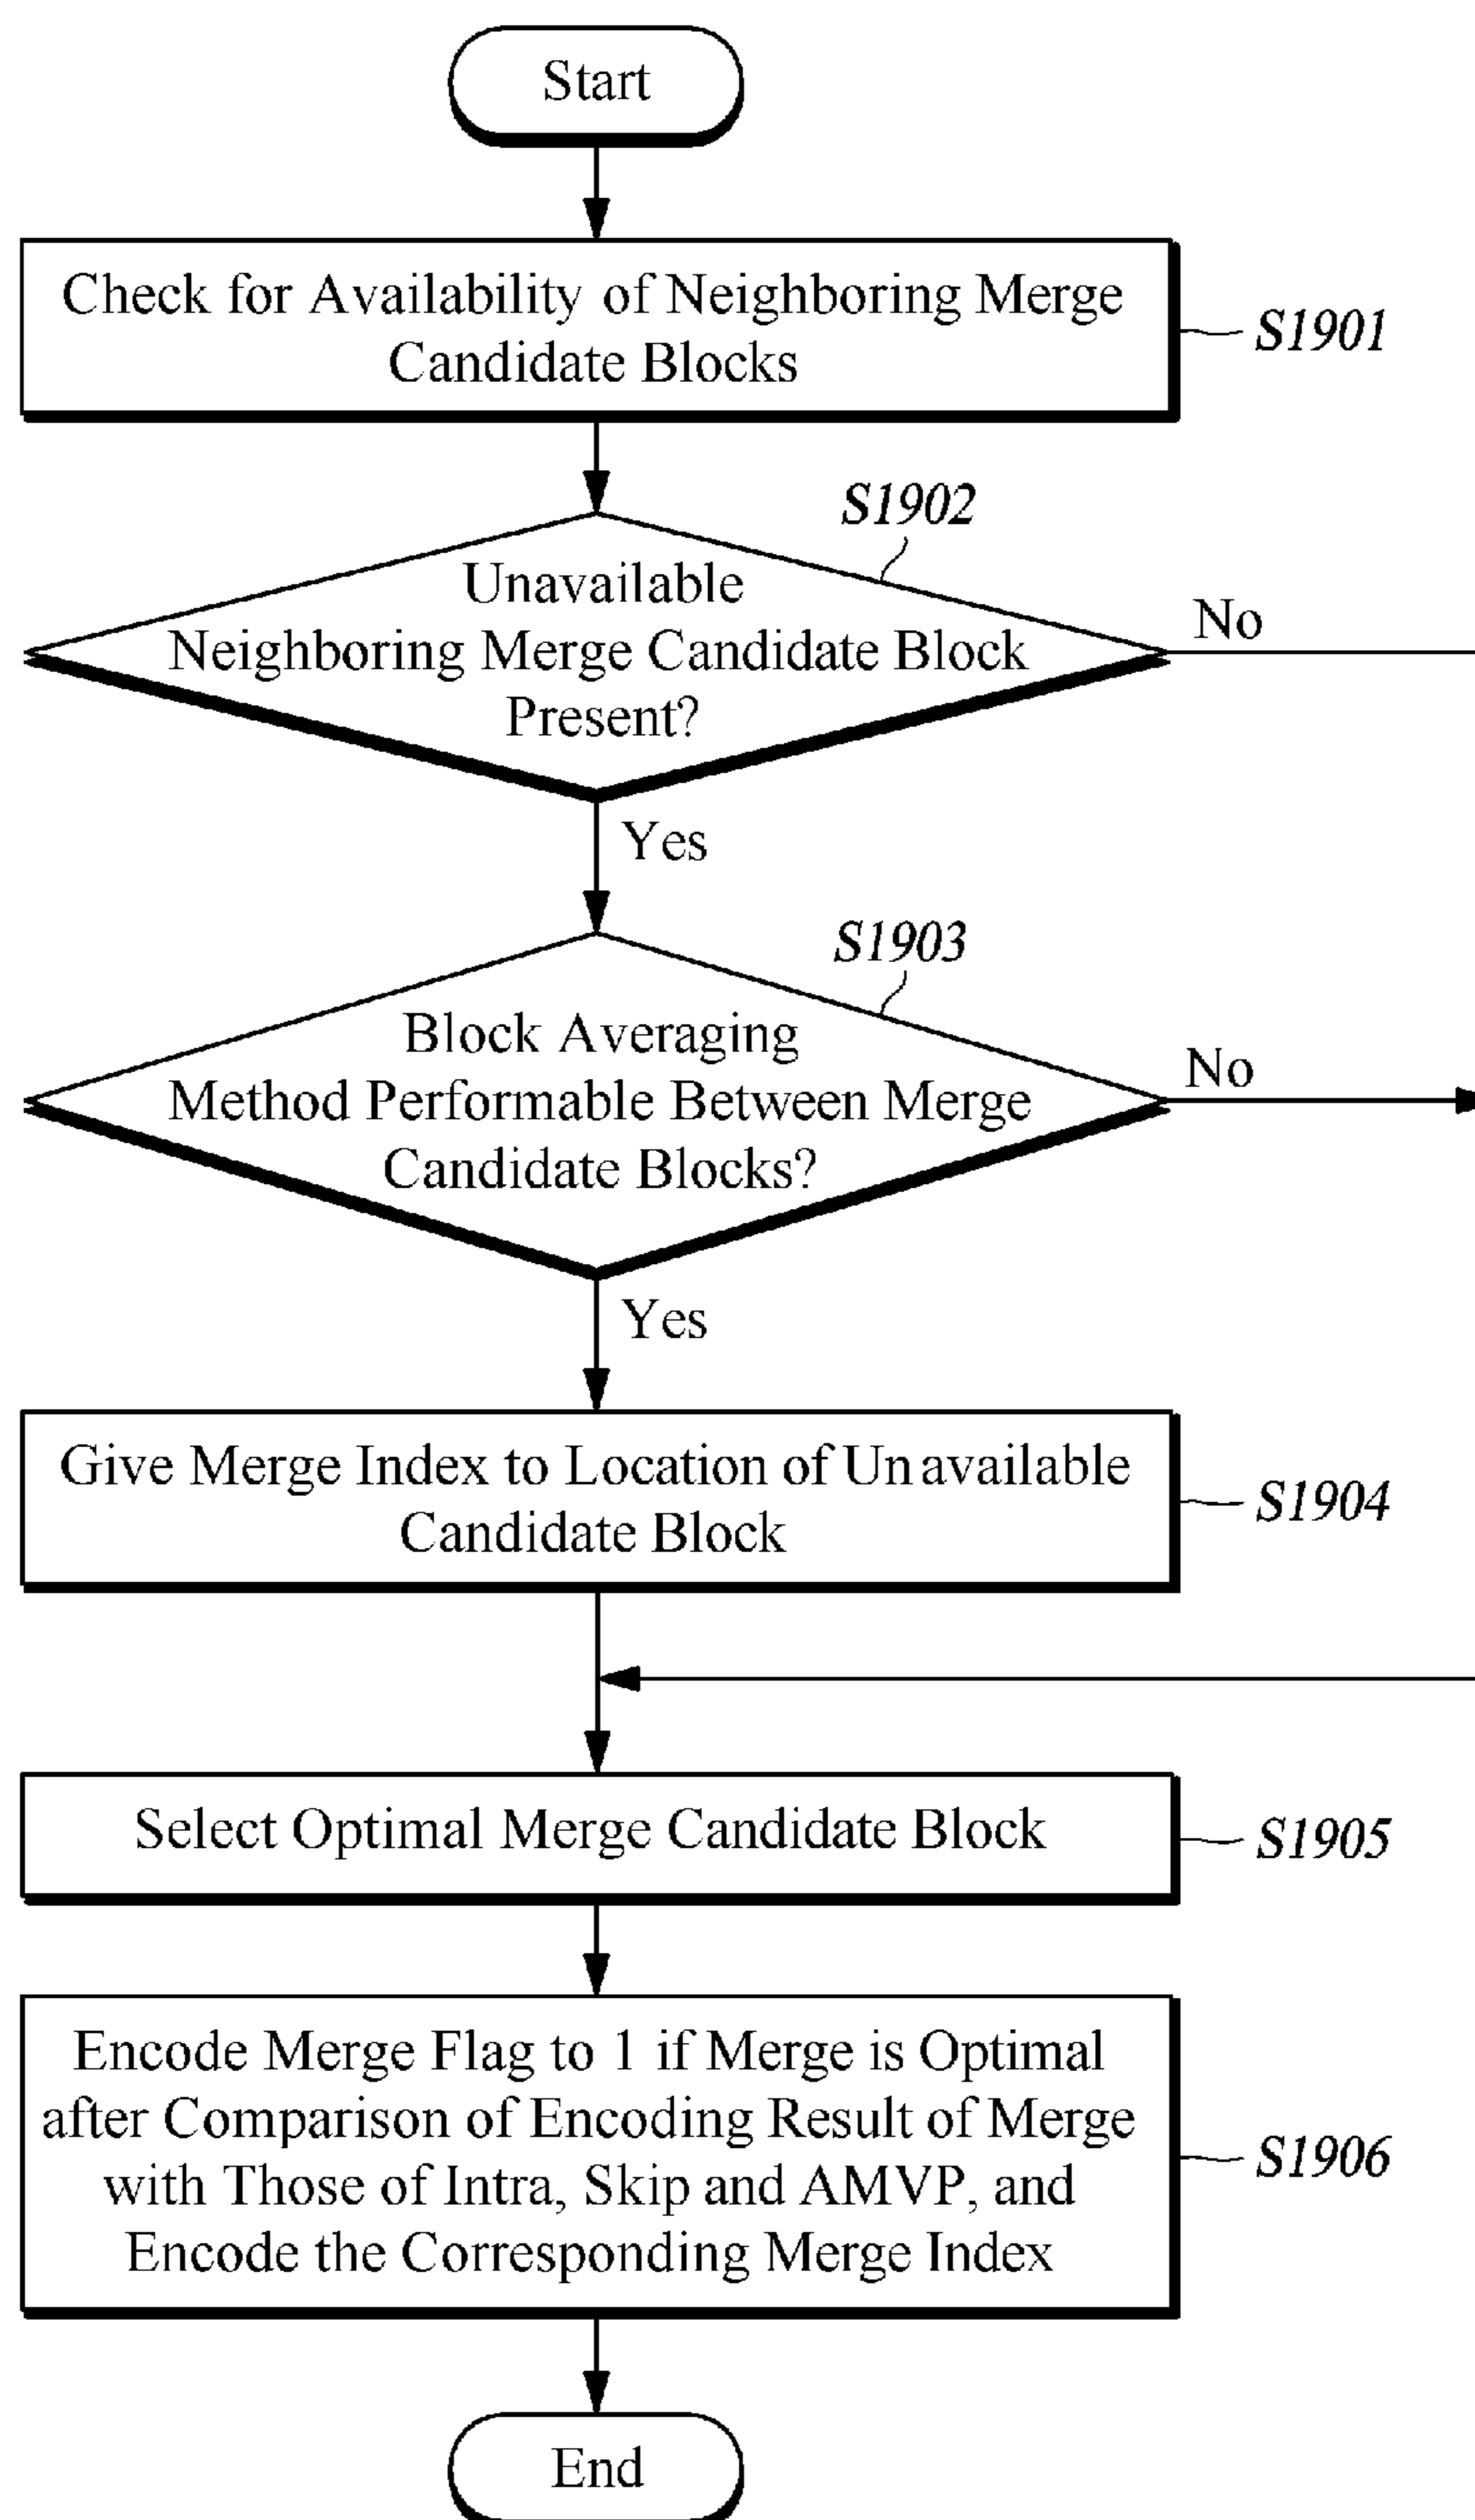 Start
Check for Availability of Neighboring Merge
Candidate Blocks
S1901
S1902
Unavailable
Neighboring Merge Candidate Block
Present?
No
Yes
S1903
Block Averaging
Method Performable Between Merge
Candidate Blocks?
No
Yes
Give Merge Index to Location of Unavailable
Candidate Block
S1904
Select Optimal Merge Candidate Block
S1905
Encode Merge Flag to 1 if Merge is Optimal
after Comparison of Encoding Result of Merge
with Those of Intra, Skip and AMVP, and
Encode the Corresponding Merge Index
S1906
End